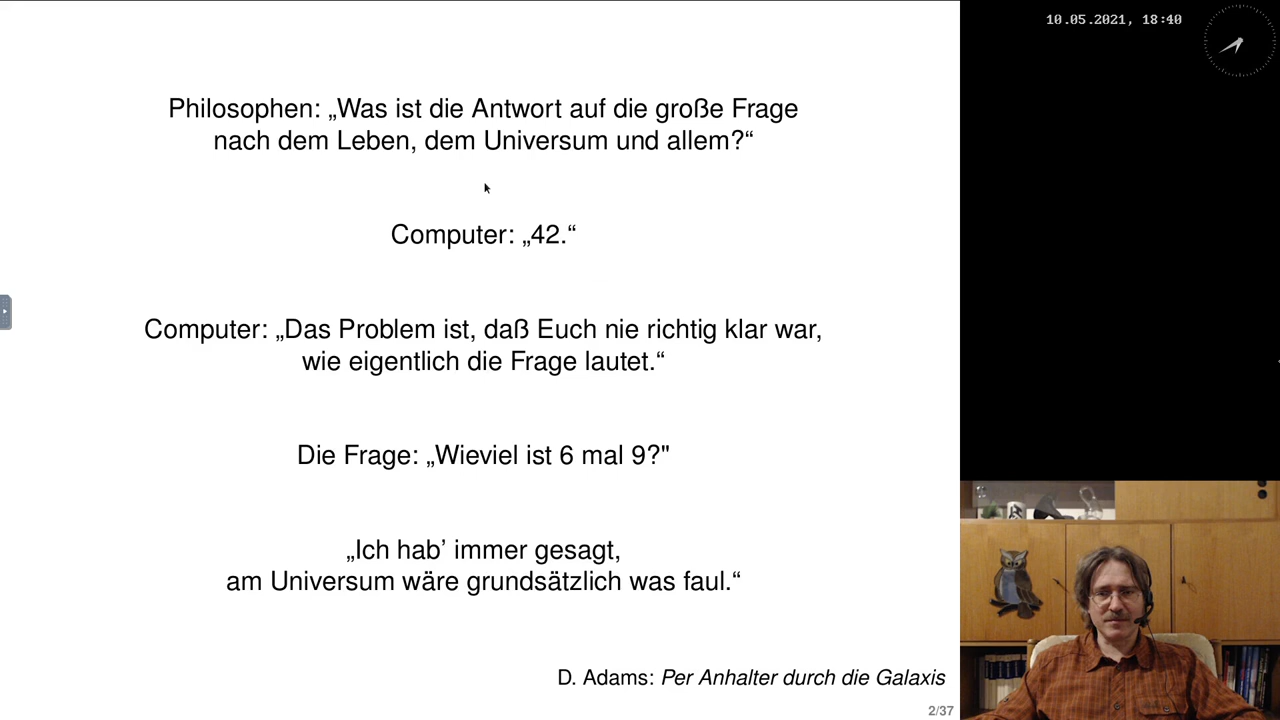 10.05.2021, 18:40
Philosophen: „Was ist die Antwort auf die große Frage
nach dem Leben, dem Universum und allem?“
Computer: „42.“
Computer: „Das Problem ist, daß Euch nie richtig klar war,
wie eigentlich die Frage lautet.“
Die Frage: „Wieviel ist 6 mal 9?"
„Ich hab’ immer gesagt,
am Universum wäre grundsätzlich was faul.“
D. Adams: Per Anhalter durch die Galaxis
2/37